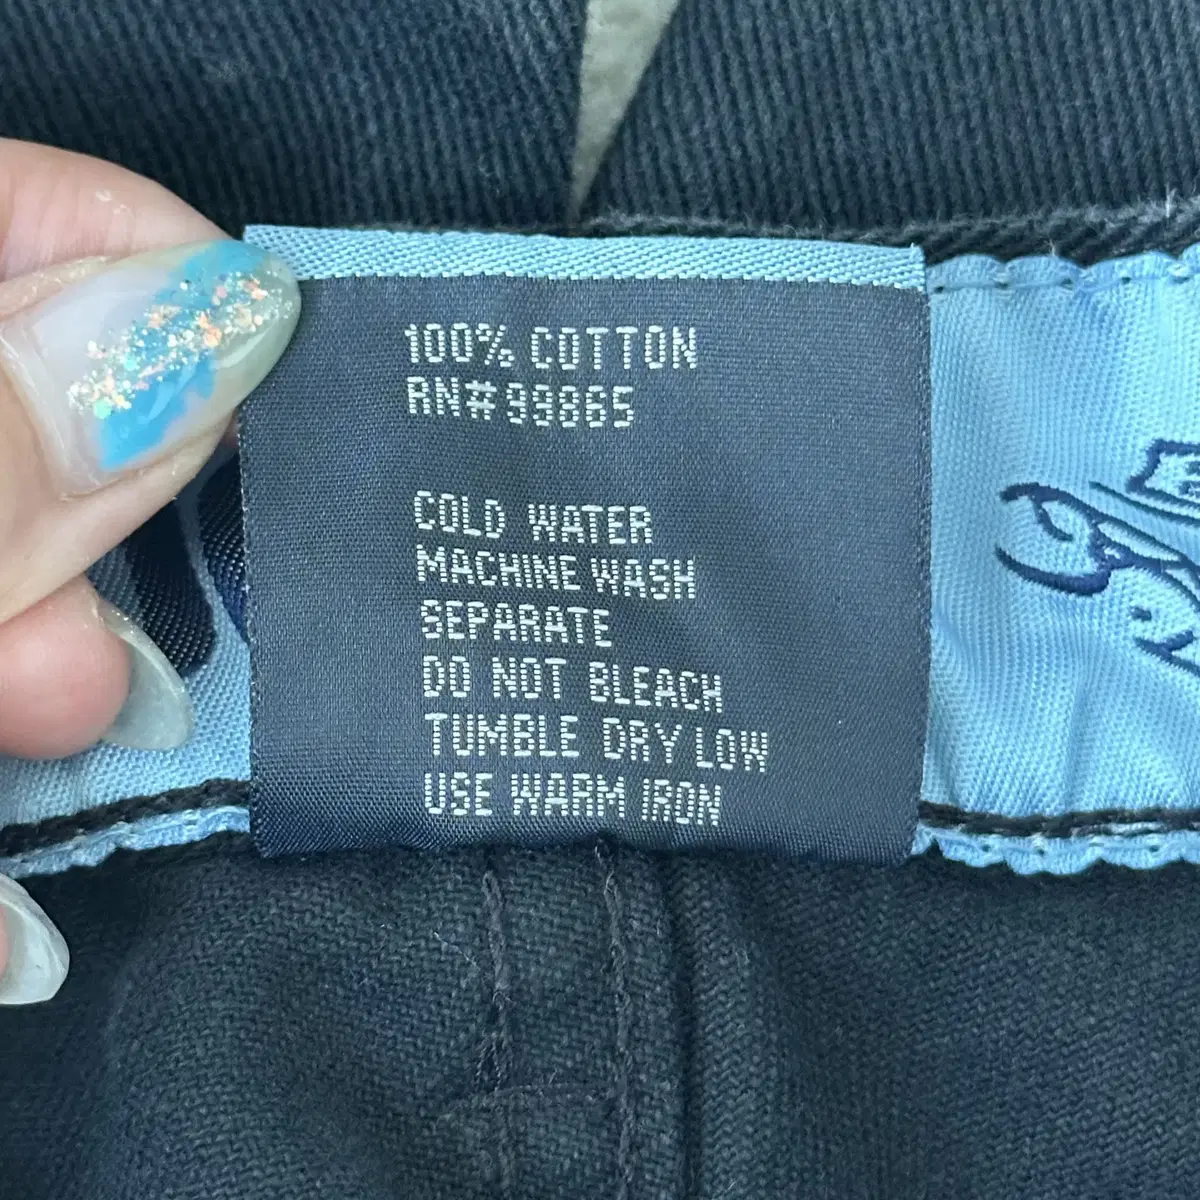 100% COTTON
RN#99865
COLD WATER
MACHINE WASH
SEPARATE
DO NOT BLEACH
TUMBLE DRY LOW
USE WARM IRON